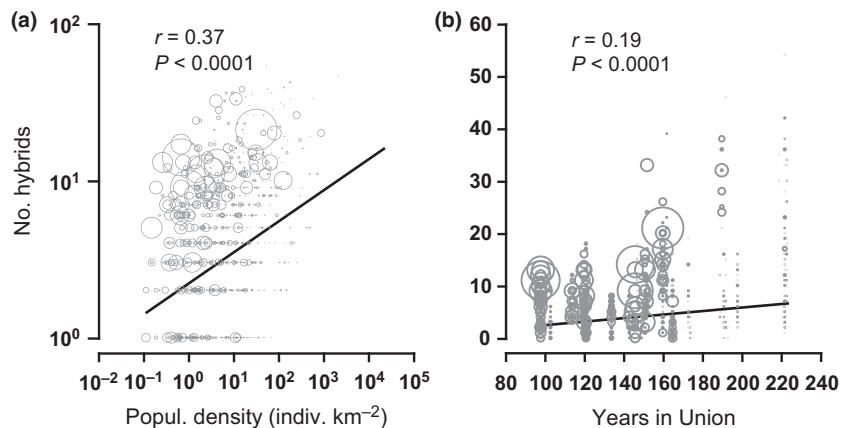 (a)
r = 0.37
P < 0.0001
No. hybrids
10²
10¹
10⁰
10⁻² 10⁻¹ 10⁰ 10¹ 10² 10³ 10⁴ 10⁵
Popul. density (indiv. km⁻²)
(b)
r = 0.19
P < 0.0001
60
50
40
30
20
10
0
80 100 120 140 160 180 200 220 240
Years in Union